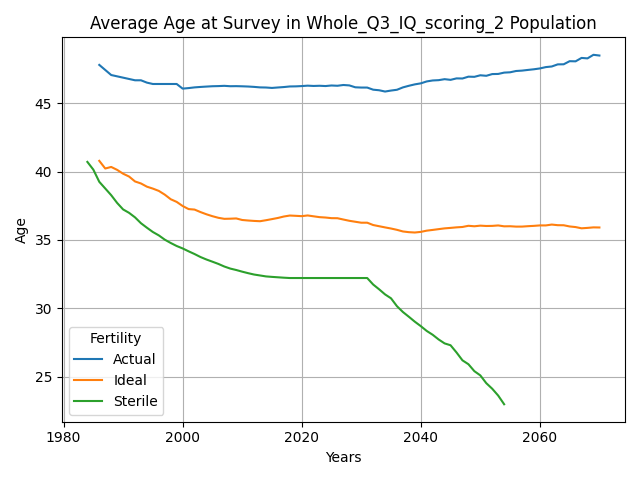 Average Age at Survey in Whole_Q3_IQ_scoring_2 Population
Age
45
40
35
30
25
Fertility
Actual
Ideal
Sterile
1980
2000
2020
2040
2060
Years